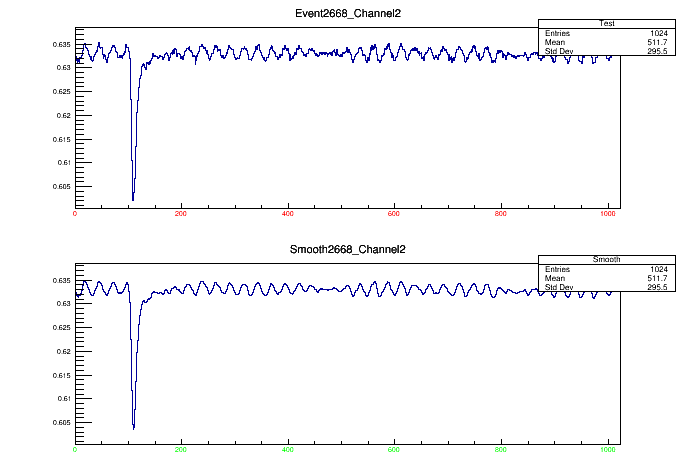 Event2668_Channel2
Test
Entries 1024
Mean 511.7
Std Dev 295.5
0.635
0.63
0.625
0.62
0.615
0.61
0.605
0 200 400 600 800 1000
Smooth2668_Channel2
Smooth
Entries 1024
Mean 511.7
Std Dev 295.5
0.635
0.63
0.625
0.62
0.615
0.61
0.605
0 200 400 600 800 1000